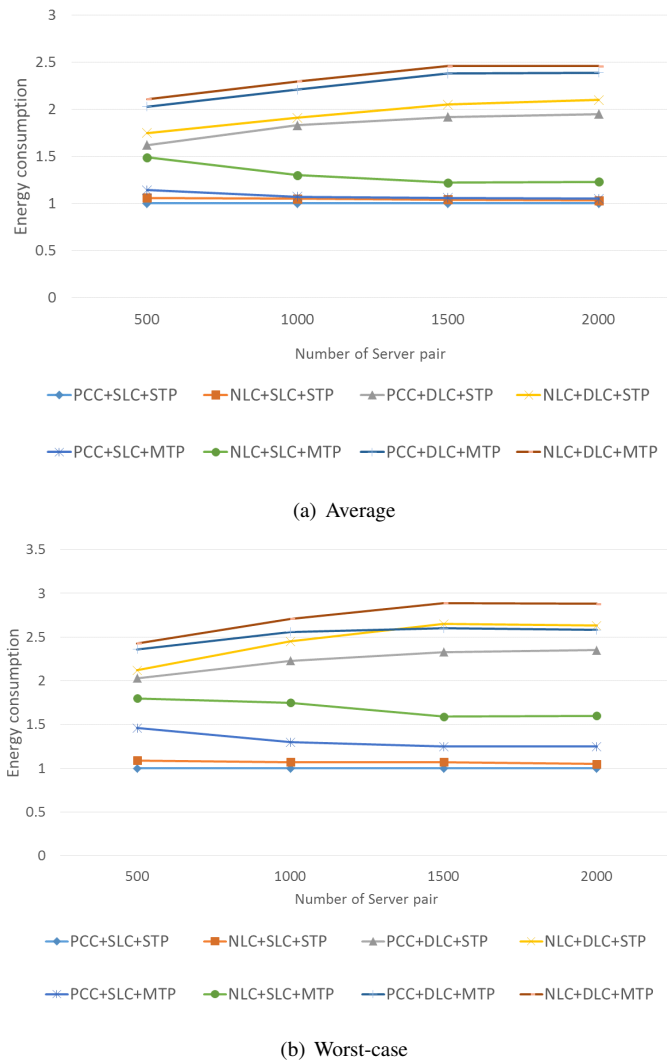 3
2.5
2
1.5
1
0.5
0
Energy consumption
500 1000 1500 2000
Number of Server pair
PCC+SLC+STP NLC+SLC+STP PCC+DLC+STP NLC+DLC+STP
PCC+SLC+MTP NLC+SLC+MTP PCC+DLC+MTP NLC+DLC+MTP
(a) Average
3.5
3
2.5
2
1.5
1
0.5
0
Energy consumption
500 1000 1500 2000
Number of Server pair
PCC+SLC+STP NLC+SLC+STP PCC+DLC+STP NLC+DLC+STP
PCC+SLC+MTP NLC+SLC+MTP PCC+DLC+MTP NLC+DLC+MTP
(b) Worst-case